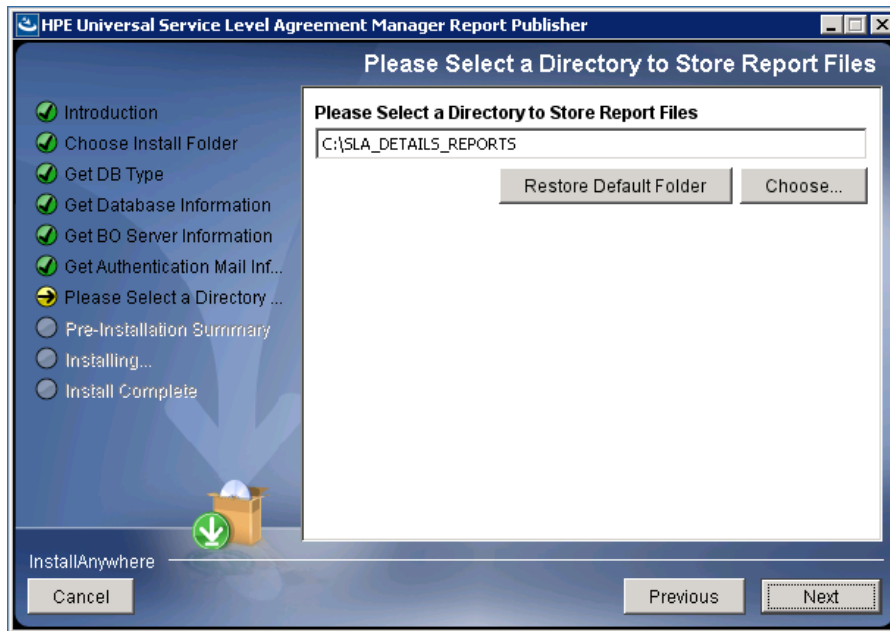 HPE Universal Service Level Agreement Manager Report Publisher
Please Select a Directory to Store Report Files
Introduction
Choose Install Folder
Get DB Type
Get Database Information
Get BO Server Information
Get Authentication Mail Inf...
Please Select a Directory ...
Pre-Installation Summary
Installing...
Install Complete
Please Select a Directory to Store Report Files
C:\SLA_DETAILS_REPORTS
Restore Default Folder
Choose...
InstallAnywhere
Cancel
Previous
Next